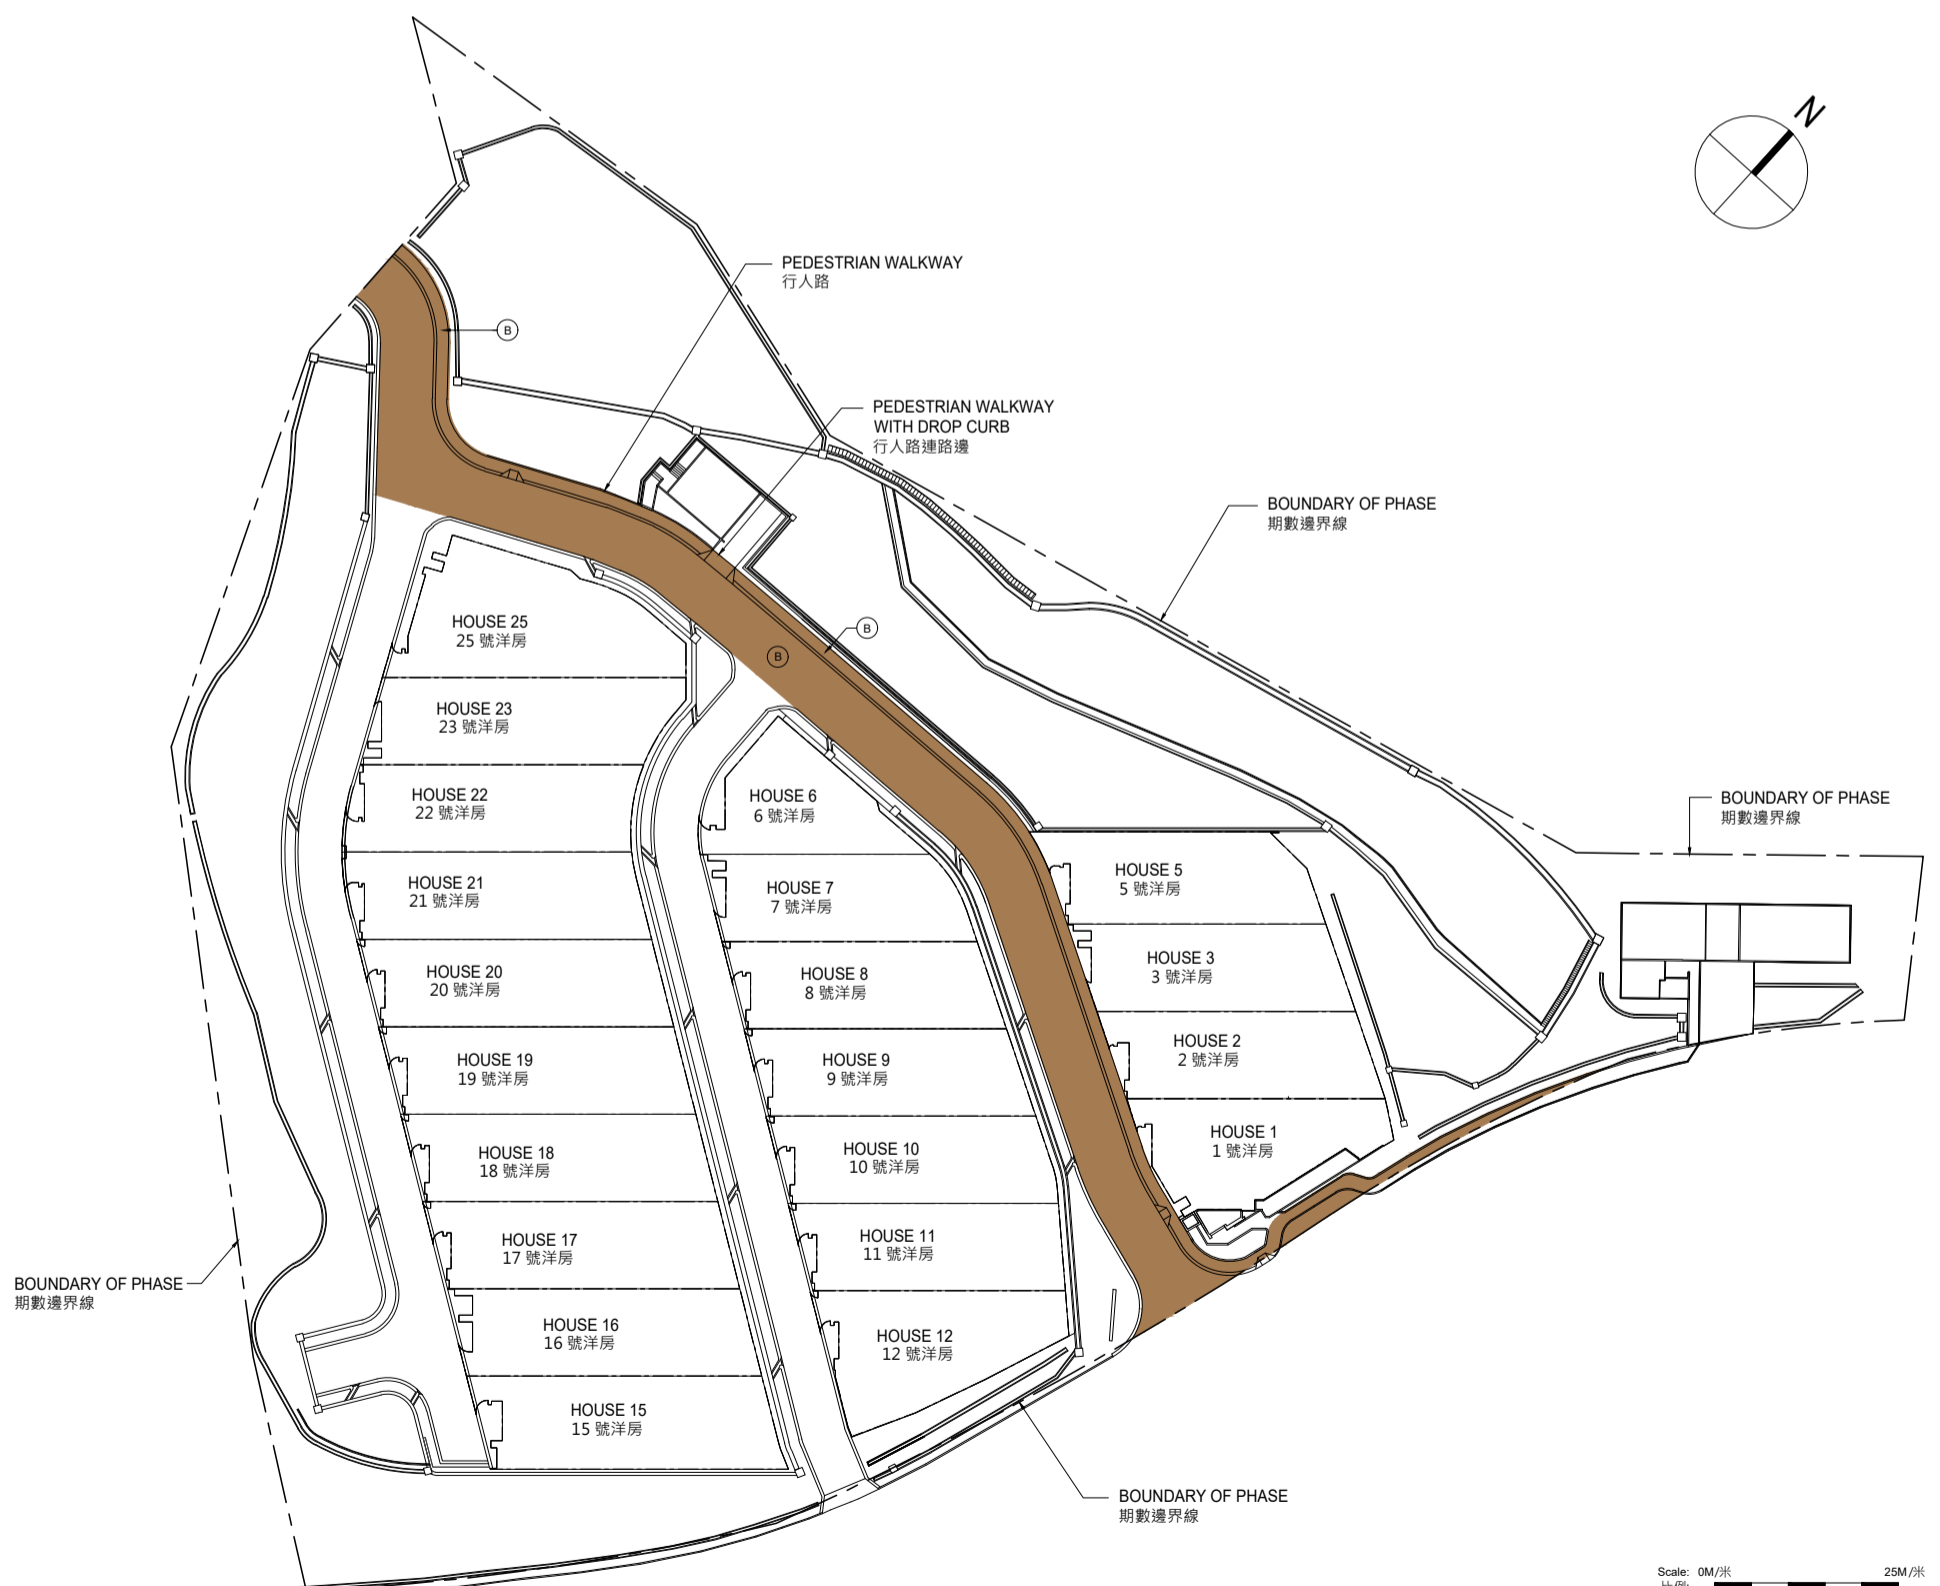 N
PEDESTRIAN WALKWAY
行人路
B
PEDESTRIAN WALKWAY
WITH DROP CURB
行人路連路邊
BOUNDARY OF PHASE
期數邊界線
B
B
HOUSE 25
25 號洋房
HOUSE 23
23 號洋房
HOUSE 22
22 號洋房
HOUSE 21
21 號洋房
HOUSE 20
20 號洋房
HOUSE 19
19 號洋房
HOUSE 18
18 號洋房
HOUSE 17
17 號洋房
HOUSE 16
16 號洋房
HOUSE 15
15 號洋房
HOUSE 6
6 號洋房
HOUSE 7
7 號洋房
HOUSE 8
8 號洋房
HOUSE 9
9 號洋房
HOUSE 10
10 號洋房
HOUSE 11
11 號洋房
HOUSE 12
12 號洋房
HOUSE 5
5 號洋房
HOUSE 3
3 號洋房
HOUSE 2
2 號洋房
HOUSE 1
1 號洋房
BOUNDARY OF PHASE
期數邊界線
BOUNDARY OF PHASE
期數邊界線
BOUNDARY OF PHASE
期數邊界線
Scale: 0M/米 25M/米
比例: